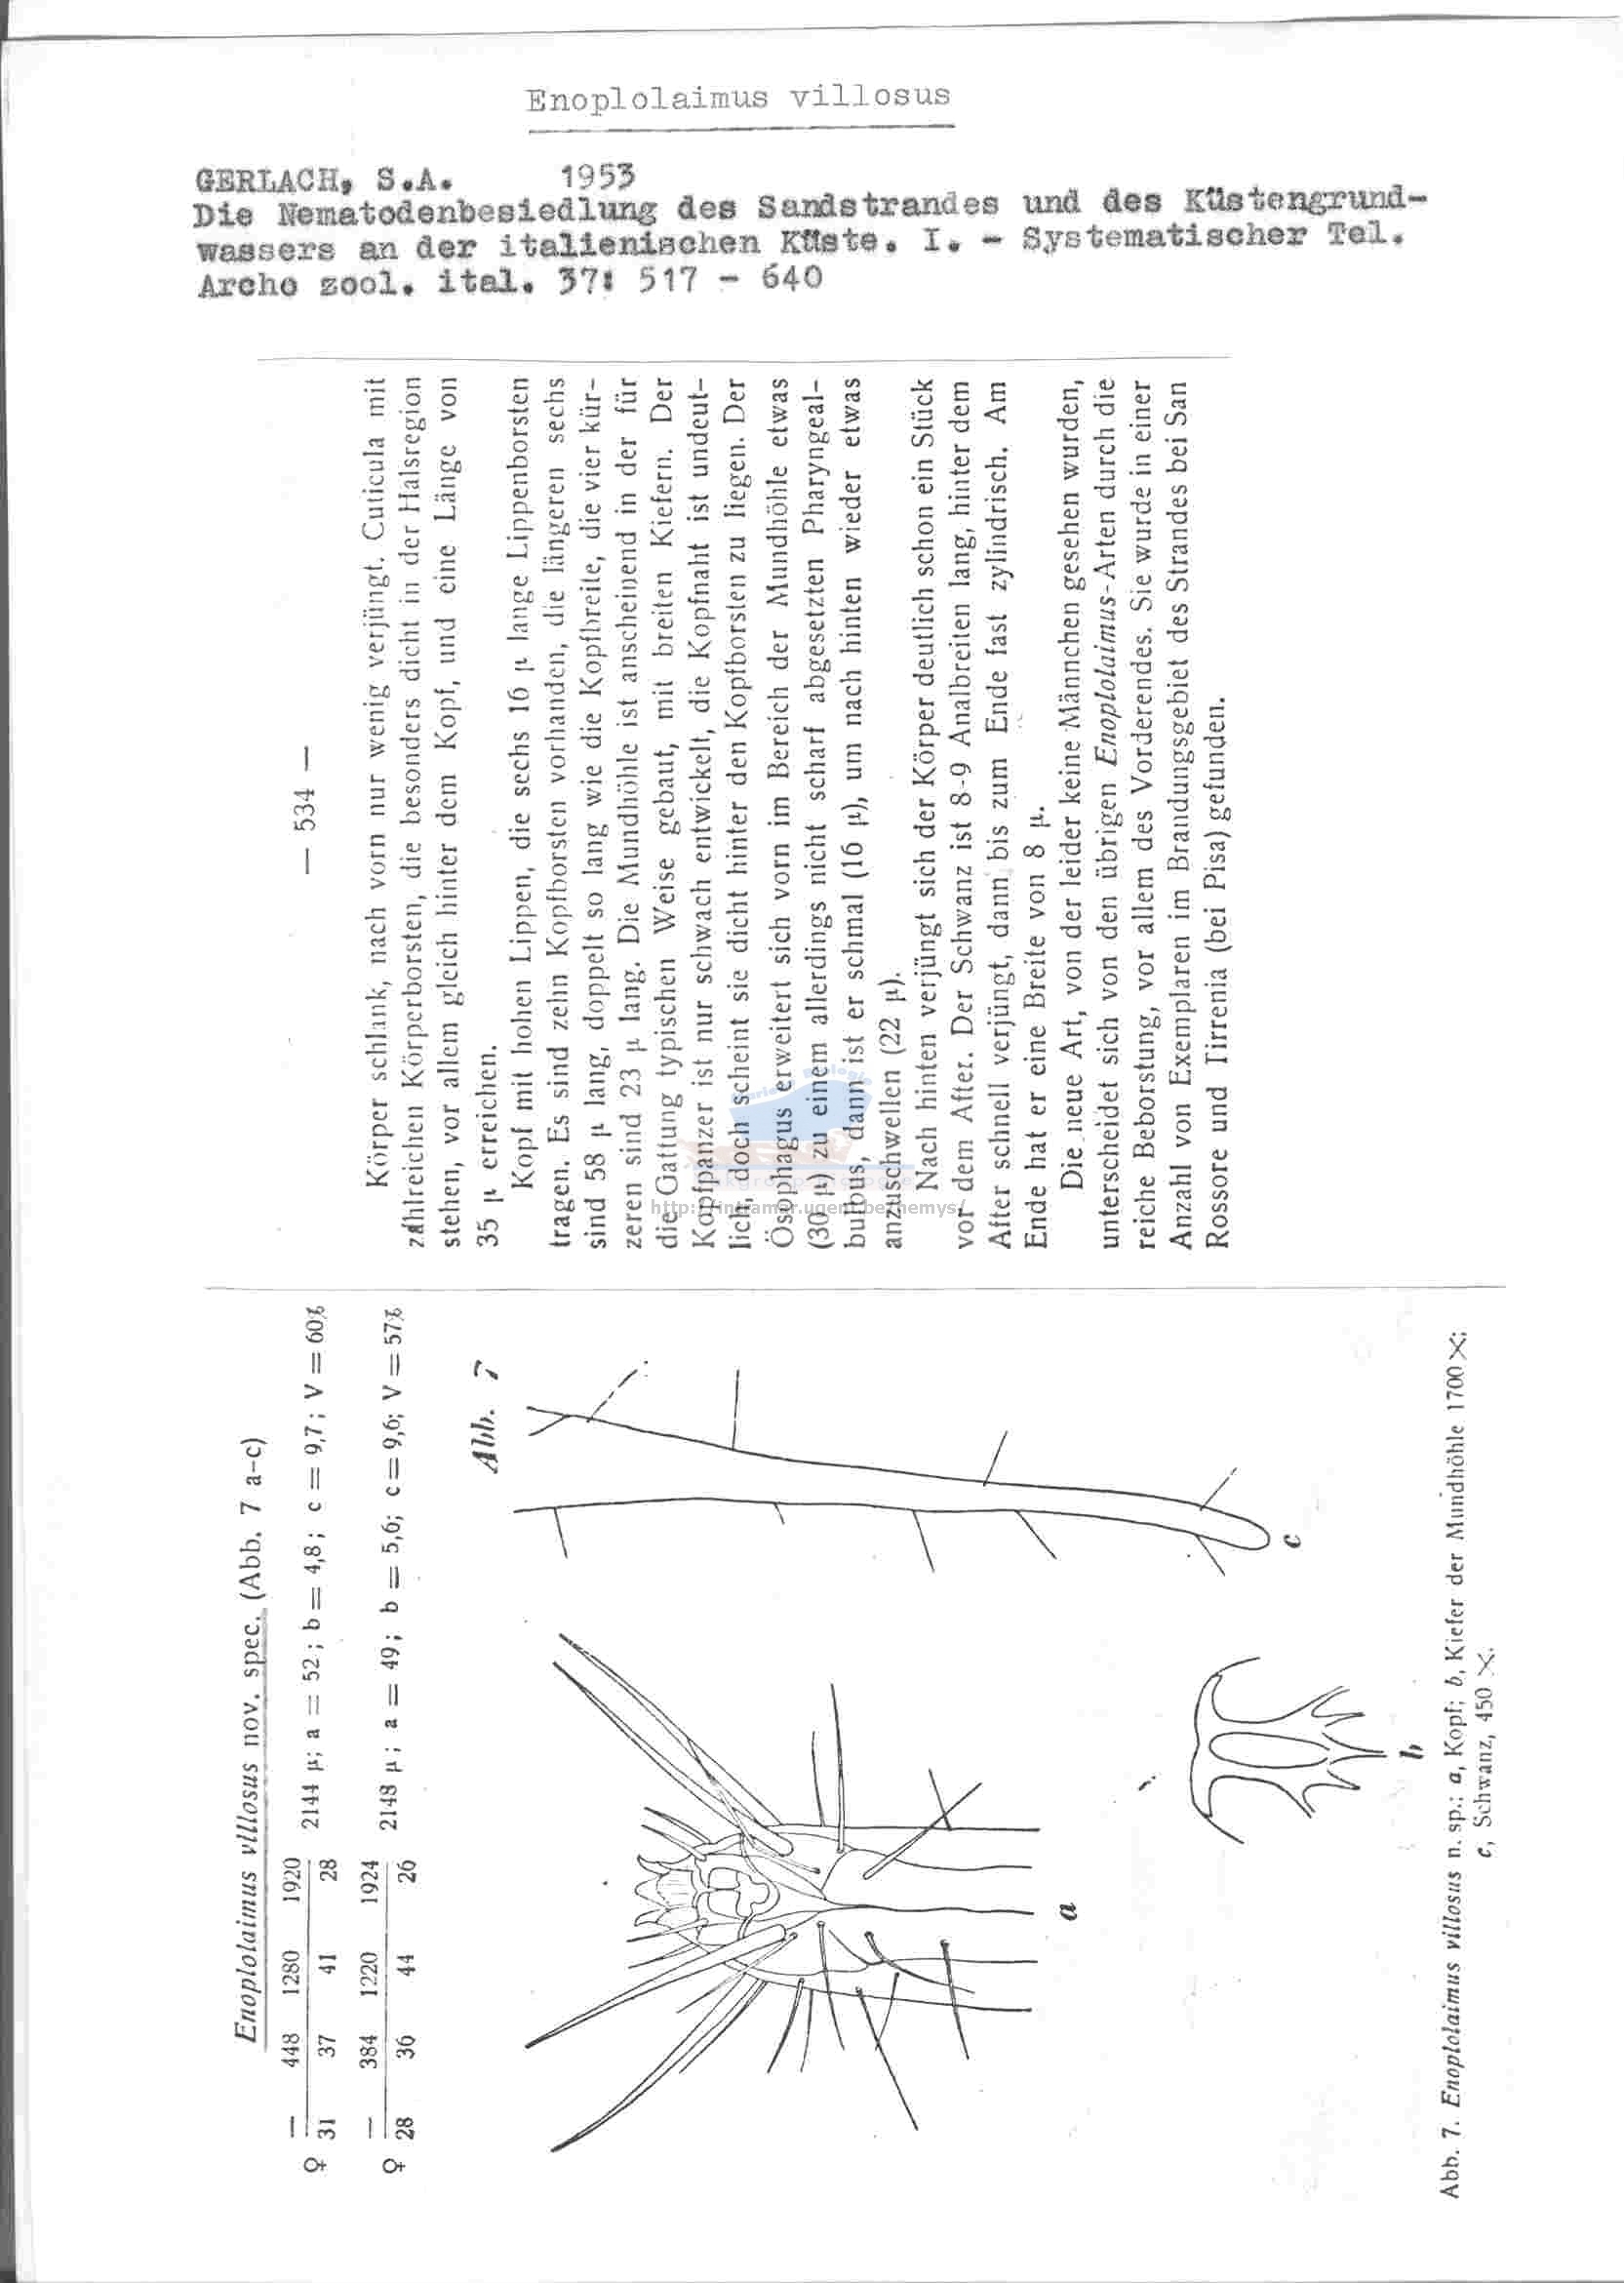 Enoplolaimus villosus
GERLACH, S.A. 1953
Die Nematodenbesiedlung des Sandstrandes und des Küstengrund-
wassers an der italienischen Küste. I. - Systematischer Tel.
Archo zool. ital. 37: 517 - 640
— 534 —
Körper schlank, nach vorn nur wenig verjüngt. Cuticula mit
zahlreichen Körperborsten, die besonders dicht in der Halsregion
stehen, vor allem gleich hinter dem Kopf, und eine Länge von
35 µ erreichen.
Kopf mit hohen Lippen, die sechs 16 µ lange Lippenborsten
tragen. Es sind zehn Kopfborsten vorhanden, die längeren sechs
sind 58 µ lang, doppelt so lang wie die Kopfbreite, die vier kür-
zeren sind 23 µ lang. Die Mundhöhle ist anscheinend in der für
die Gattung typischen Weise gebaut, mit breiten Kiefern. Der
Kopfpanzer ist nur schwach entwickelt, die Kopfnaht ist undeut-
lich, doch scheint sie dicht hinter den Kopfborsten zu liegen. Der
Ösophagus erweitert sich vorn im Bereich der Mundhöhle etwas
(30 µ) zu einem allerdings nicht scharf abgesetzten Pharyngeal-
bulbus, dann ist er schmal (16 µ), um nach hinten wieder etwas
anzuschwellen (22 µ).
Nach hinten verjüngt sich der Körper deutlich schon ein Stück
vor dem After. Der Schwanz ist 8-9 Analbreiten lang, hinter dem
After schnell verjüngt, dann bis zum Ende fast zylindrisch. Am
Ende hat er eine Breite von 8 µ.
Die neue Art, von der leider keine Männchen gesehen wurden,
unterscheidet sich von den übrigen Enoplolaimus-Arten durch die
reiche Beborstung, vor allem des Vorderendes. Sie wurde in einer
Anzahl von Exemplaren im Brandungsgebiet des Strandes bei San
Rossore und Tirrenia (bei Pisa) gefunden.
http://intramar.ugent.be/nemys/
Enoplolaimus villosus nov. spec. (Abb. 7 a-c)
— 448 1280 1920
♀ 2144 µ; a = 52; b = 4,8; c = 9,7; V = 60%
31 37 41 28
— 384 1220 1924
♀ 2148 µ; a = 49; b = 5,6; c = 9,6; V = 57%
28 36 44 26
Abb. 7
a
b
c
Abb. 7. Enoplolaimus villosus n. sp.: a, Kopf; b, Kiefer der Mundhöhle 1700 X;
c, Schwanz, 450 X.